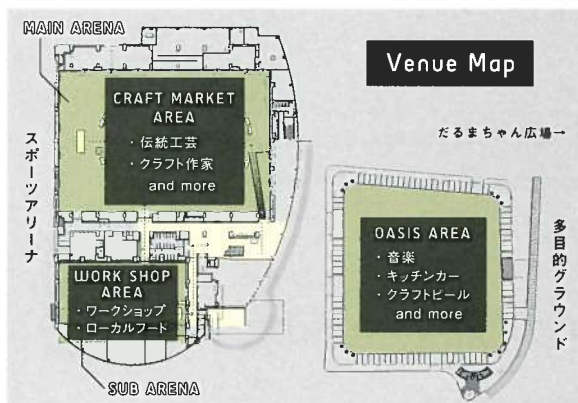 MAIN ARENA
Venue Map
CRAFT MARKET
AREA
・伝統工芸
・クラフト作家
and more
スポーツアリーナ
だるまちゃん広場→
OASIS AREA
・音楽
・キッチンカー
・クラフトビール
and more
多目的グラウンド
WORK SHOP
AREA
・ワークショップ
・ローカルフード
SUB ARENA